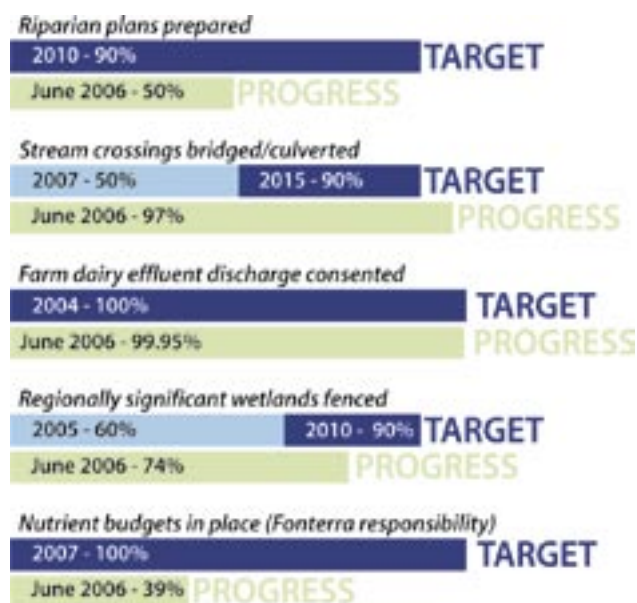 Riparian plans prepared
2010 - 90% TARGET
June 2006 - 50% PROGRESS
Stream crossings bridged/culverted
2007 - 50% 2015 - 90% TARGET
June 2006 - 97% PROGRESS
Farm dairy effluent discharge consented
2004 - 100% TARGET
June 2006 - 99.95% PROGRESS
Regionally significant wetlands fenced
2005 - 60% 2010 - 90% TARGET
June 2006 - 74% PROGRESS
Nutrient budgets in place (Fonterra responsibility)
2007 - 100% TARGET
June 2006 - 39% PROGRESS